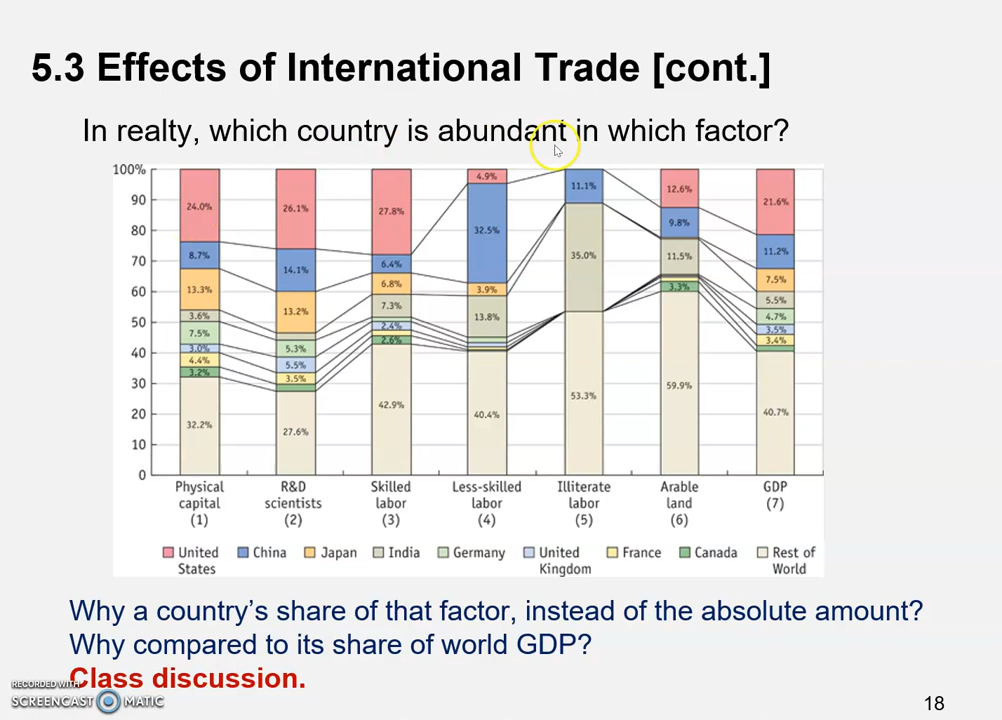 5.3 Effects of International Trade [cont.]
In realty, which country is abundant in which factor?
100%
90
80
70
60
50
40
30
20
10
0
24.0%
8.7%
13.3%
3.6%
7.5%
3.0%
4.4%
3.2%
32.2%
26.1%
14.1%
13.2%
5.3%
5.5%
3.5%
27.6%
27.8%
6.4%
6.8%
7.3%
2.4%
2.6%
42.9%
4.9%
32.5%
3.9%
13.8%
40.4%
11.1%
35.0%
53.3%
12.6%
9.8%
11.5%
3.3%
59.9%
21.6%
11.2%
7.5%
5.5%
4.7%
3.5%
3.4%
40.7%
Physical capital (1)
R&D scientists (2)
Skilled labor (3)
Less-skilled labor (4)
Illiterate labor (5)
Arable land (6)
GDP (7)
United States
China
Japan
India
Germany
United Kingdom
France
Canada
Rest of World
Why a country's share of that factor, instead of the absolute amount?
Why compared to its share of world GDP?
Class discussion.
RECORDED WITH
SCREENCAST MATIC
18